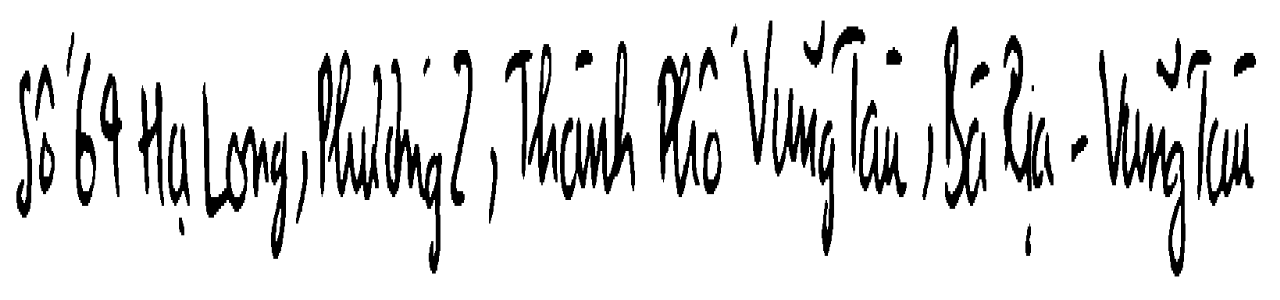 Số 69 Hạ Long, Phường 2, Thành Phố Vũng Tàu, Bà Rịa - Vũng Tàu